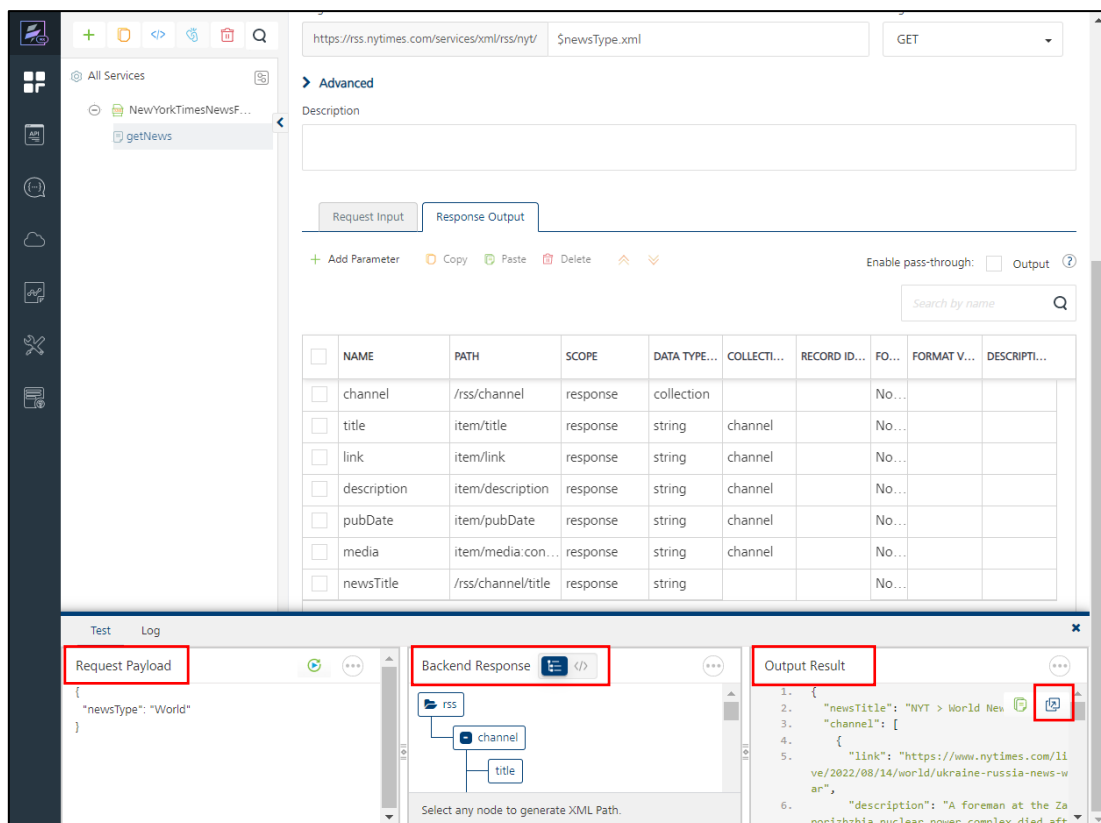 https://rss.nytimes.com/services/xml/rss/nyt/ $newsType.xml GET
All Services
Advanced
NewYorkTimesNewsF...
Description
getNews
Request Input Response Output
+ Add Parameter Copy Paste Delete Enable pass-through: Output ?
Search by name
NAME PATH SCOPE DATA TYPE... COLLECTI... RECORD ID... FO... FORMAT V... DESCRIPTI...
channel /rss/channel response collection No...
title item/title response string channel No...
link item/link response string channel No...
description item/description response string channel No...
pubDate item/pubDate response string channel No...
media item/media:con... response string channel No...
newsTitle /rss/channel/title response string No...
Test Log
Request Payload Backend Response </> Output Result
{
"newsType": "World"
}
rss
channel
title
Select any node to generate XML Path.
1. {
2. "newsTitle": "NYT > World New
3. "channel": [
4. {
5. "link": "https://www.nytimes.com/li
ve/2022/08/14/world/ukraine-russia-news-w
ar",
6. "description": "A foreman at the Za
porizhzhia nuclear power complex died aft